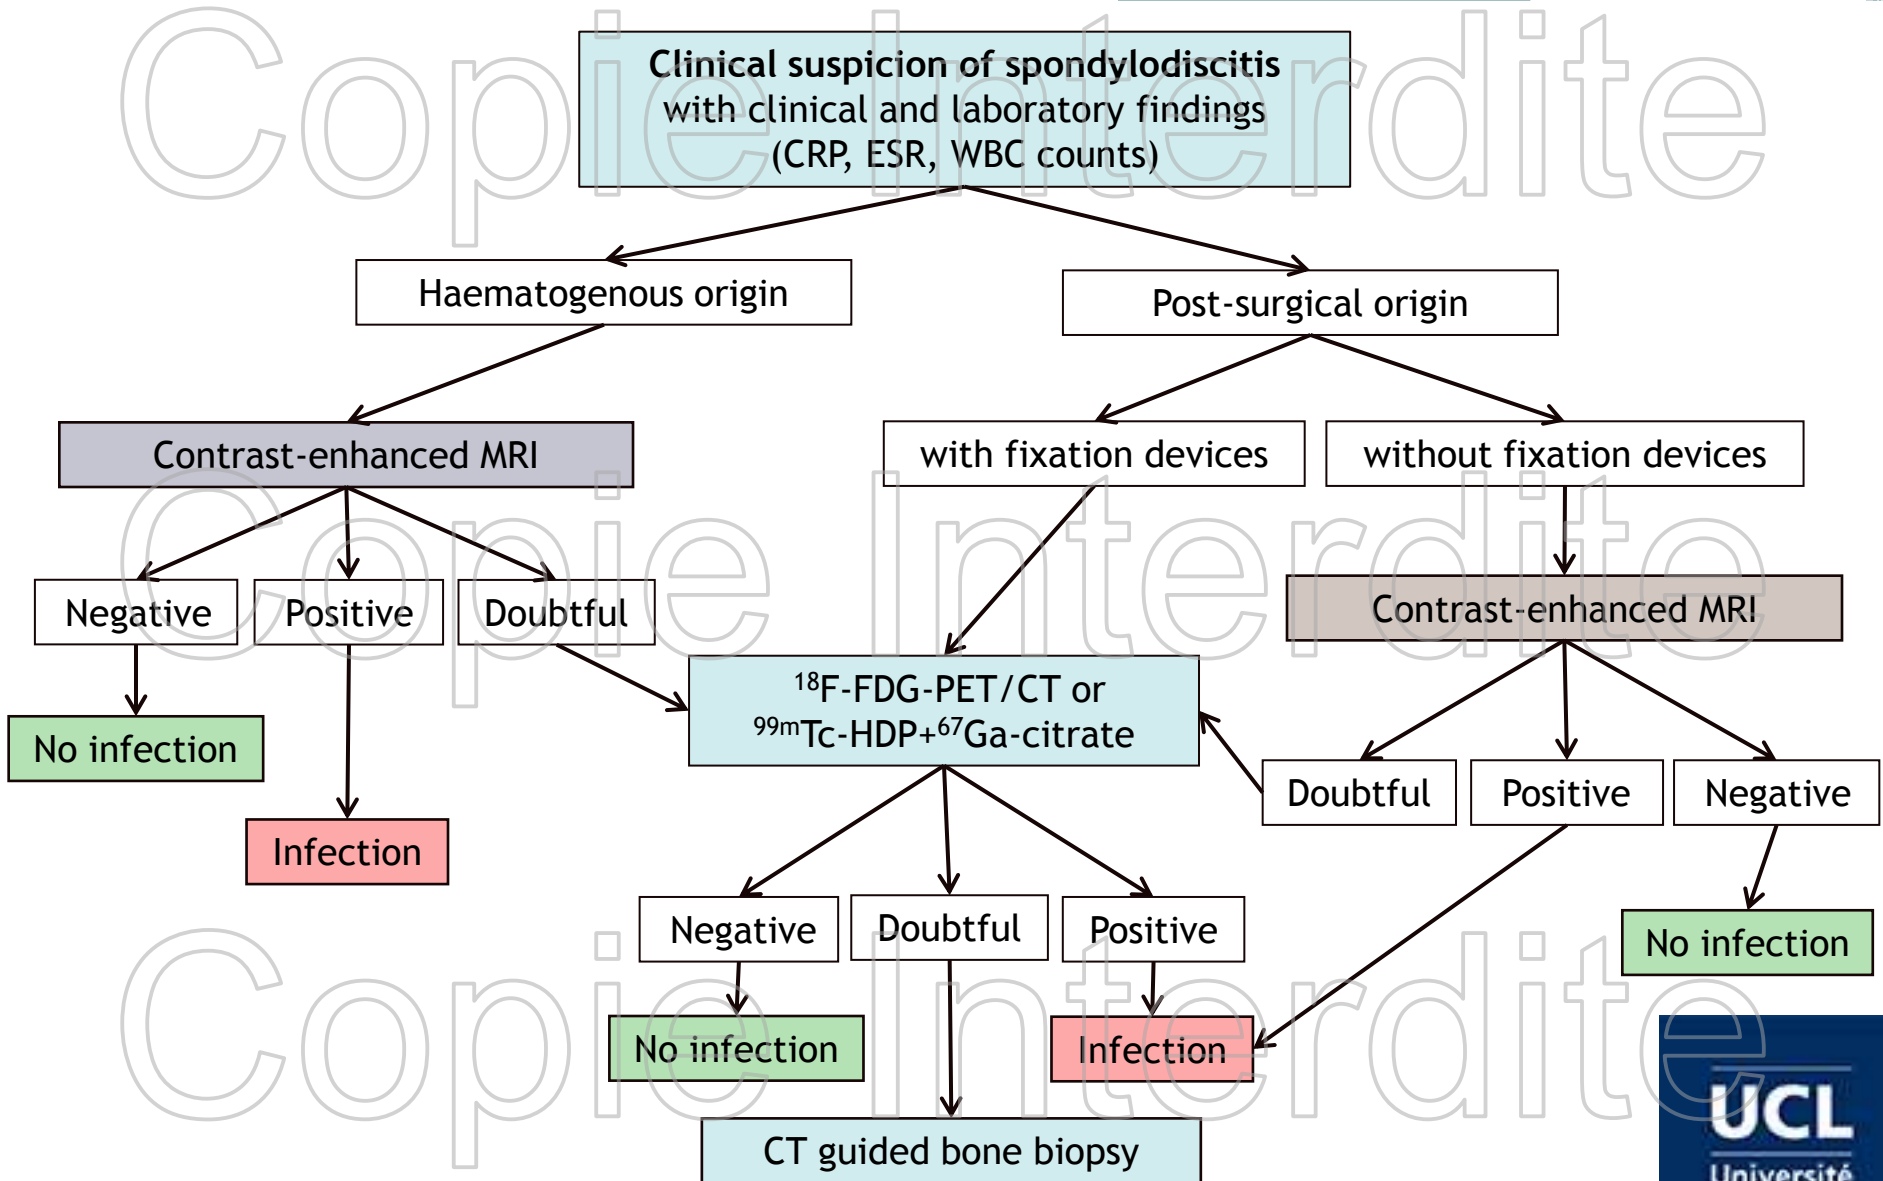 Copie Interdite
Clinical suspicion of spondylodiscitis
with clinical and laboratory findings
(CRP, ESR, WBC counts)
Haematogenous origin
Post-surgical origin
Contrast-enhanced MRI
with fixation devices
without fixation devices
Copie Interdite
Negative
Positive
Doubtful
Contrast-enhanced MRI
¹⁸F-FDG-PET/CT or
⁹⁹ᵐTc-HDP+⁶⁷Ga-citrate
No infection
Doubtful
Positive
Negative
Infection
Negative
Doubtful
Positive
No infection
Copie Interdite
No infection
Infection
CT guided bone biopsy
UCL
Université